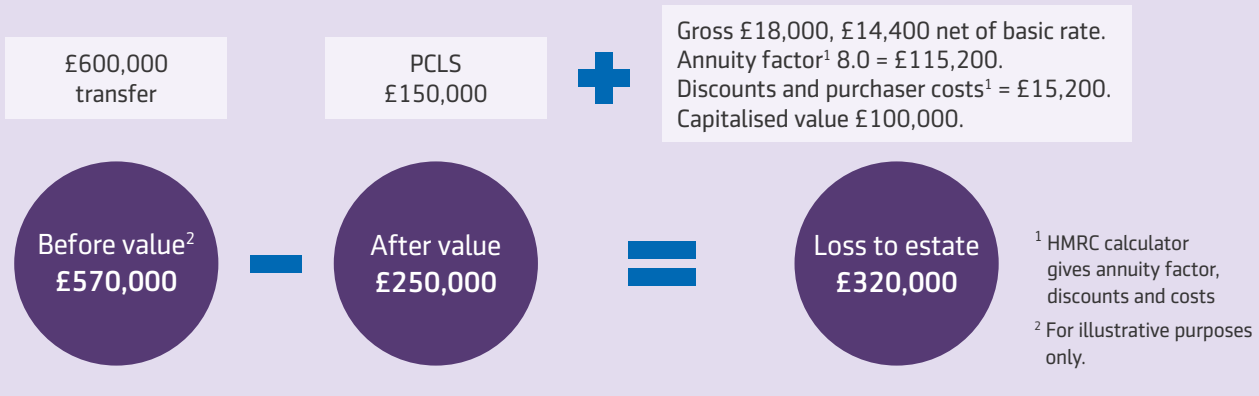 £600,000
transfer
PCLS
£150,000
Gross £18,000, £14,400 net of basic rate.
Annuity factor¹ 8.0 = £115,200.
Discounts and purchaser costs¹ = £15,200.
Capitalised value £100,000.
Before value²
£570,000
After value
£250,000
Loss to estate
£320,000
¹ HMRC calculator
gives annuity factor,
discounts and costs
² For illustrative purposes
only.